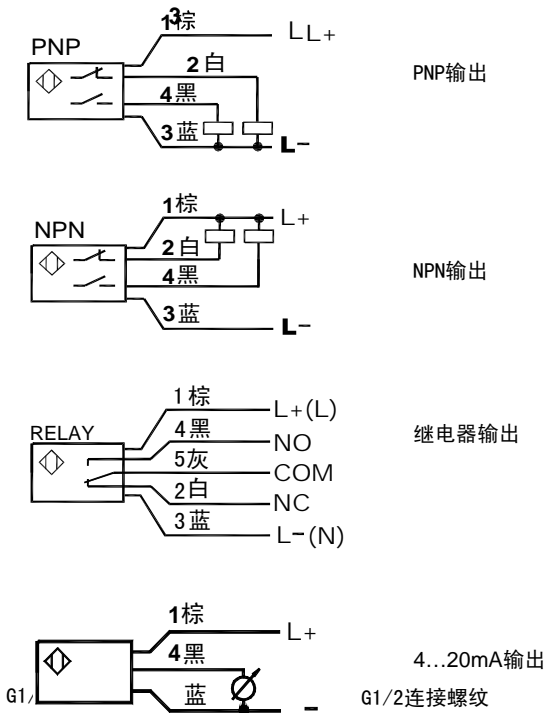 1棕 L L+
3
PNP
2白
PNP输出
4黑
3蓝 L-
1棕 L+
NPN
2白
NPN输出
4黑
3蓝 L-
1棕 L+(L)
RELAY 4黑 NO
继电器输出
5灰 COM
2白 NC
3蓝 L-(N)
1棕 L+
4黑
4…20mA输出
G1/ 蓝 - G1/2连接螺纹